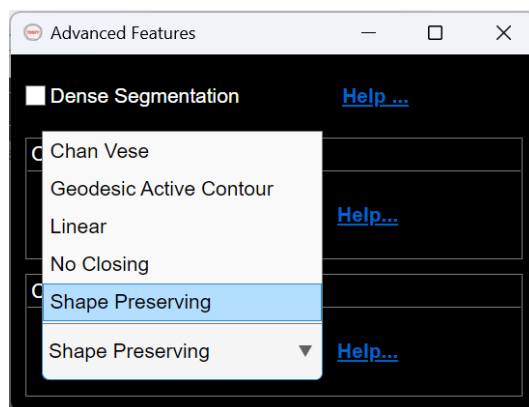 Advanced Features
Dense Segmentation Help ...
Chan Vese
Geodesic Active Contour
Help...
Linear
No Closing
Shape Preserving
Shape Preserving
Help...